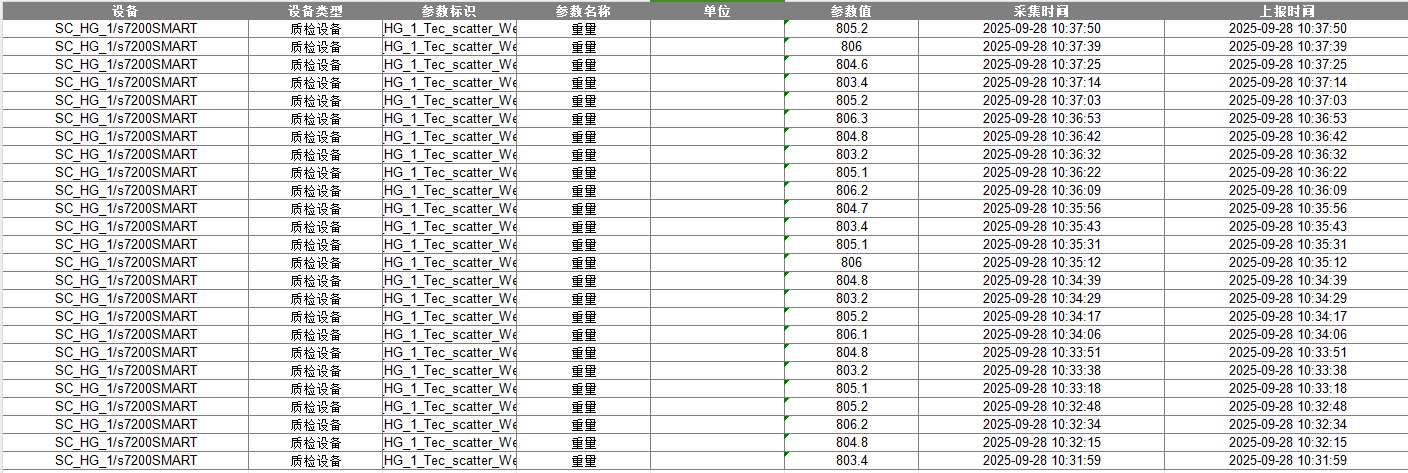 设备 设备类型 参数标识 参数名称 单位 参数值 采集时间 上报时间
SC_HG_1/s7200SMART 质检设备 HG_1_Tec_scatter_We 重量 805.2 2025-09-28 10:37:50 2025-09-28 10:37:50
SC_HG_1/s7200SMART 质检设备 HG_1_Tec_scatter_We 重量 806 2025-09-28 10:37:39 2025-09-28 10:37:39
SC_HG_1/s7200SMART 质检设备 HG_1_Tec_scatter_We 重量 804.6 2025-09-28 10:37:25 2025-09-28 10:37:25
SC_HG_1/s7200SMART 质检设备 HG_1_Tec_scatter_We 重量 803.4 2025-09-28 10:37:14 2025-09-28 10:37:14
SC_HG_1/s7200SMART 质检设备 HG_1_Tec_scatter_We 重量 805.2 2025-09-28 10:37:03 2025-09-28 10:37:03
SC_HG_1/s7200SMART 质检设备 HG_1_Tec_scatter_We 重量 806.3 2025-09-28 10:36:53 2025-09-28 10:36:53
SC_HG_1/s7200SMART 质检设备 HG_1_Tec_scatter_We 重量 804.8 2025-09-28 10:36:42 2025-09-28 10:36:42
SC_HG_1/s7200SMART 质检设备 HG_1_Tec_scatter_We 重量 803.2 2025-09-28 10:36:32 2025-09-28 10:36:32
SC_HG_1/s7200SMART 质检设备 HG_1_Tec_scatter_We 重量 805.1 2025-09-28 10:36:22 2025-09-28 10:36:22
SC_HG_1/s7200SMART 质检设备 HG_1_Tec_scatter_We 重量 806.2 2025-09-28 10:36:09 2025-09-28 10:36:09
SC_HG_1/s7200SMART 质检设备 HG_1_Tec_scatter_We 重量 804.7 2025-09-28 10:35:56 2025-09-28 10:35:56
SC_HG_1/s7200SMART 质检设备 HG_1_Tec_scatter_We 重量 803.4 2025-09-28 10:35:43 2025-09-28 10:35:43
SC_HG_1/s7200SMART 质检设备 HG_1_Tec_scatter_We 重量 805.1 2025-09-28 10:35:31 2025-09-28 10:35:31
SC_HG_1/s7200SMART 质检设备 HG_1_Tec_scatter_We 重量 806 2025-09-28 10:35:12 2025-09-28 10:35:12
SC_HG_1/s7200SMART 质检设备 HG_1_Tec_scatter_We 重量 804.8 2025-09-28 10:34:39 2025-09-28 10:34:39
SC_HG_1/s7200SMART 质检设备 HG_1_Tec_scatter_We 重量 803.2 2025-09-28 10:34:29 2025-09-28 10:34:29
SC_HG_1/s7200SMART 质检设备 HG_1_Tec_scatter_We 重量 805.2 2025-09-28 10:34:17 2025-09-28 10:34:17
SC_HG_1/s7200SMART 质检设备 HG_1_Tec_scatter_We 重量 806.1 2025-09-28 10:34:06 2025-09-28 10:34:06
SC_HG_1/s7200SMART 质检设备 HG_1_Tec_scatter_We 重量 804.8 2025-09-28 10:33:51 2025-09-28 10:33:51
SC_HG_1/s7200SMART 质检设备 HG_1_Tec_scatter_We 重量 803.2 2025-09-28 10:33:38 2025-09-28 10:33:38
SC_HG_1/s7200SMART 质检设备 HG_1_Tec_scatter_We 重量 805.1 2025-09-28 10:33:18 2025-09-28 10:33:18
SC_HG_1/s7200SMART 质检设备 HG_1_Tec_scatter_We 重量 805.2 2025-09-28 10:32:48 2025-09-28 10:32:48
SC_HG_1/s7200SMART 质检设备 HG_1_Tec_scatter_We 重量 806.2 2025-09-28 10:32:34 2025-09-28 10:32:34
SC_HG_1/s7200SMART 质检设备 HG_1_Tec_scatter_We 重量 804.8 2025-09-28 10:32:15 2025-09-28 10:32:15
SC_HG_1/s7200SMART 质检设备 HG_1_Tec_scatter_We 重量 803.4 2025-09-28 10:31:59 2025-09-28 10:31:59